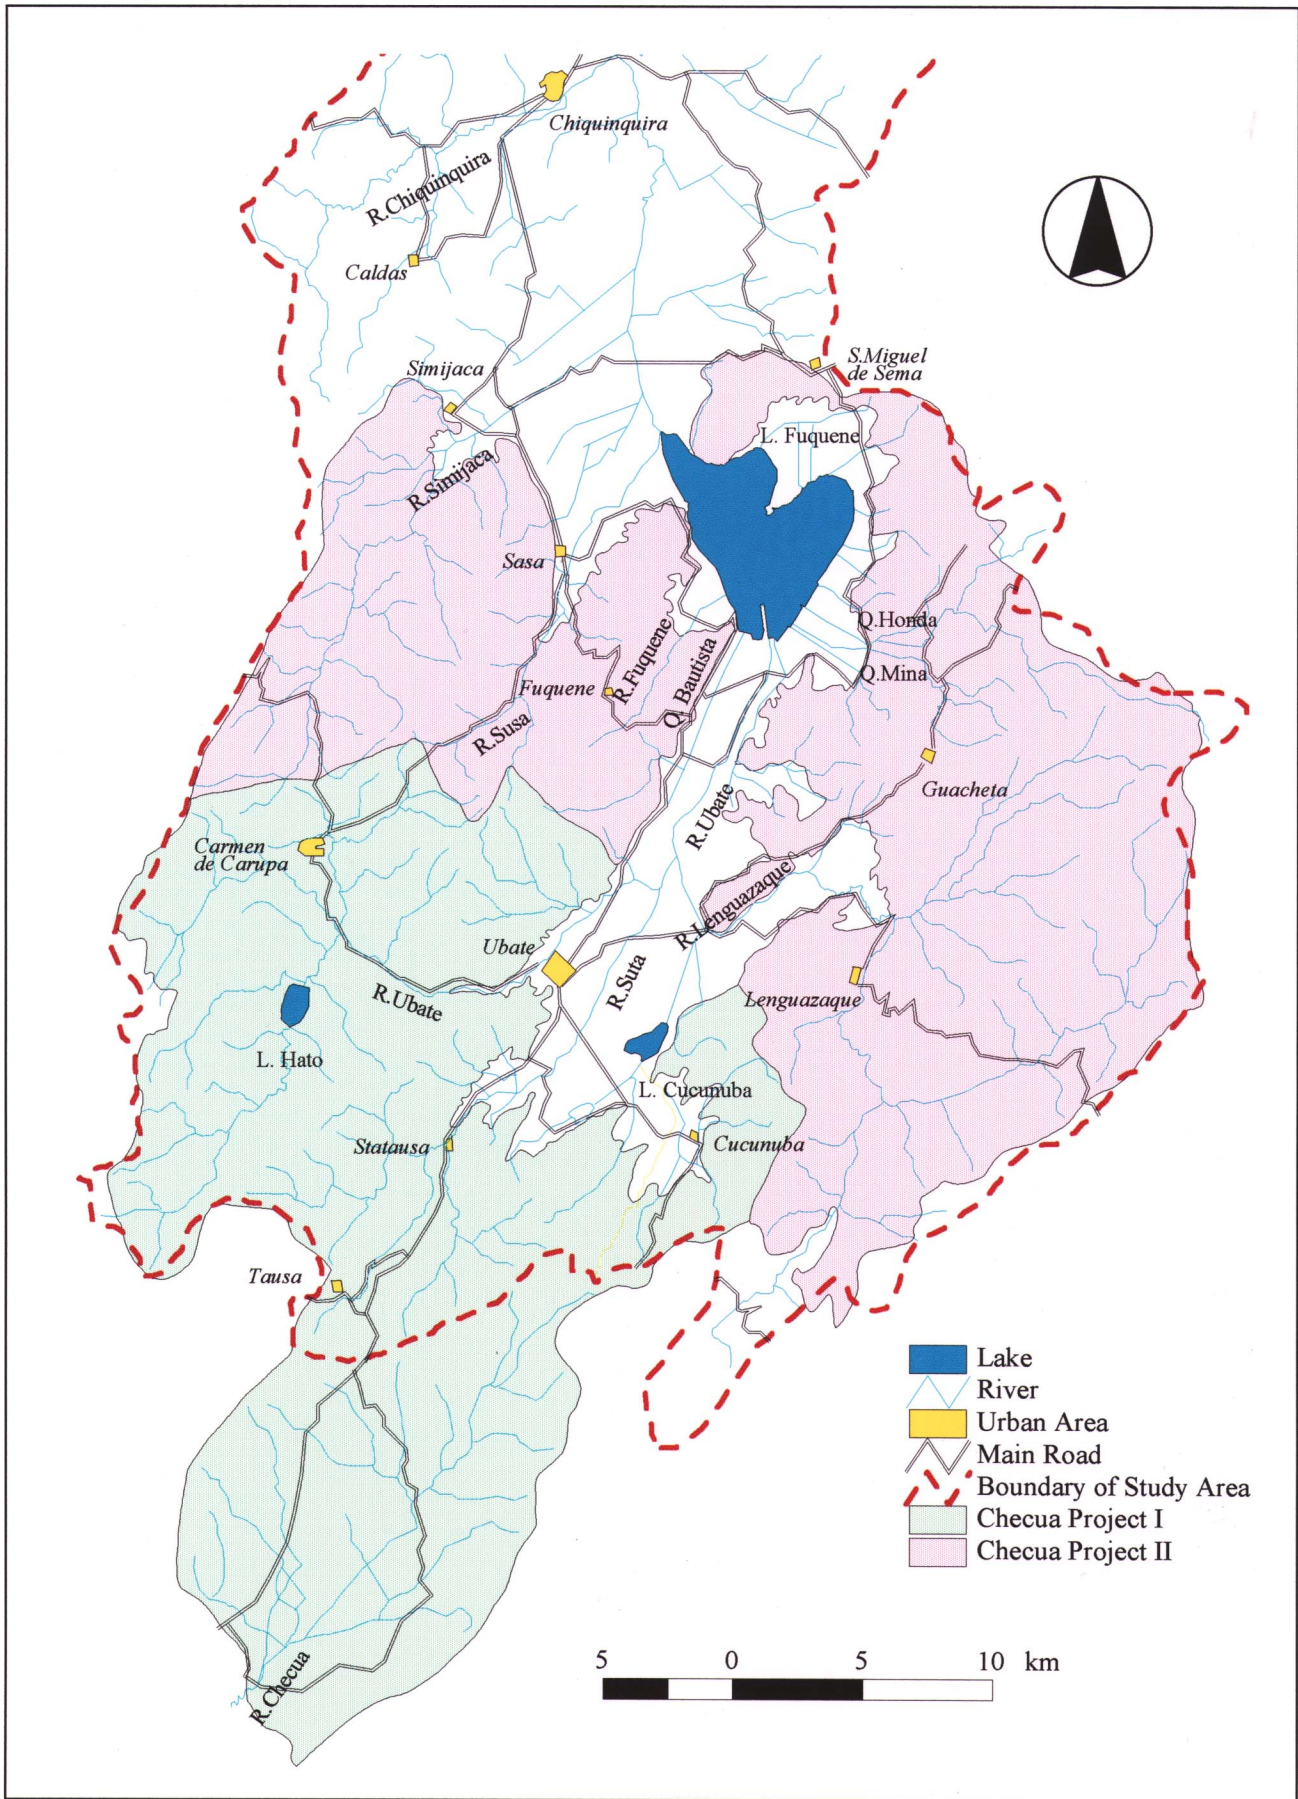 Chiquinquira
R.Chiquinquira
Caldas
Simijaca
S.Miguel
de Sema
L. Fuquene
R.Simijaca
Sasa
Q.Honda
R.Fuquene
Q. Bautista
Q.Mina
Fuquene
R.Susa
Guacheta
R.Ubate
Carmen
de Carupa
R.Lenguazaque
Ubate
R.Suta
R.Ubate
Lenguazaque
L. Hato
L. Cucunuba
Statausa
Cucunuba
Tausa
R.Checua
Lake
River
Urban Area
Main Road
Boundary of Study Area
Checua Project I
Checua Project II
5 0 5 10 km